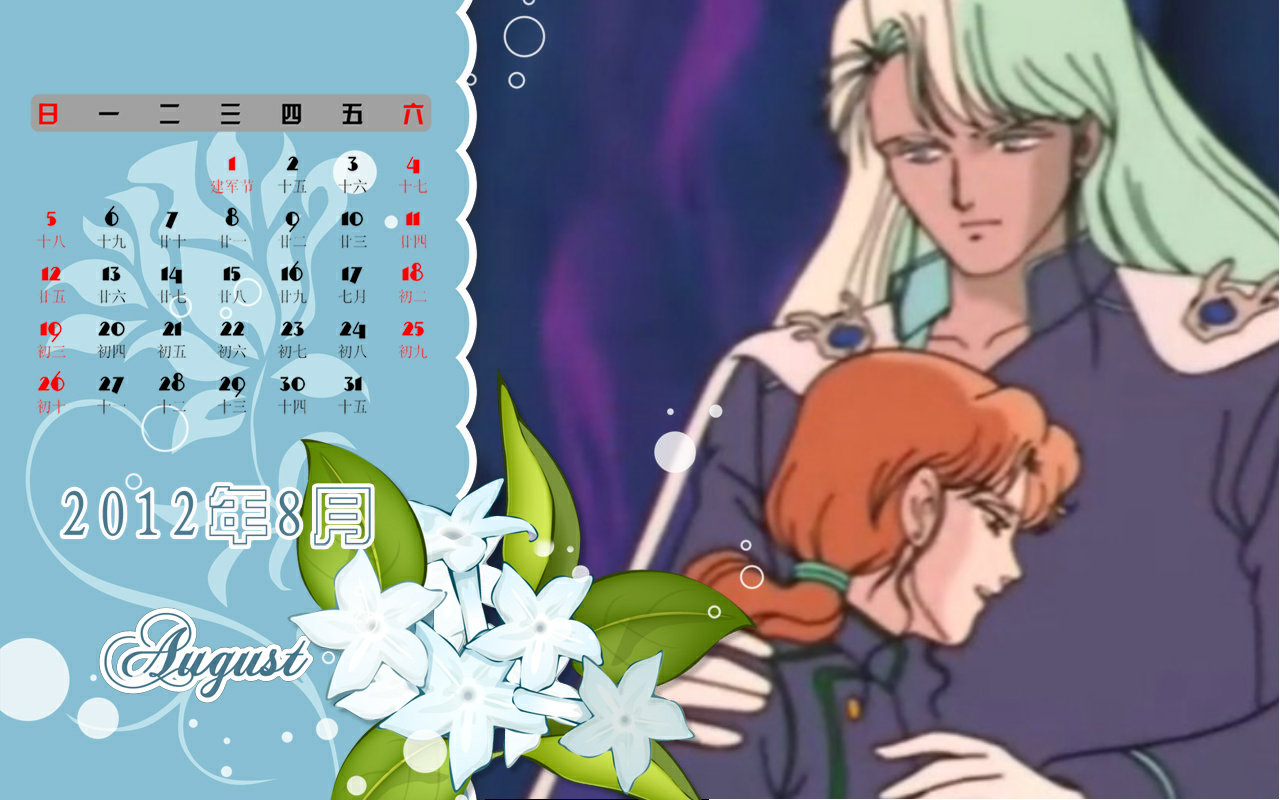 日 一 二 三 四 五 六
1 2 3 4
建军节 十五 十六 十七
5 6 7 8 9 10 11
十八 十九 廿十 廿一 廿二 廿三 廿四
12 13 14 15 16 17 18
廿五 廿六 廿七 廿八 廿九 七月 初二
19 20 21 22 23 24 25
初三 初四 初五 初六 初七 初八 初九
26 27 28 29 30 31
初十 十一 十二 十三 十四 十五
2012年8月
August